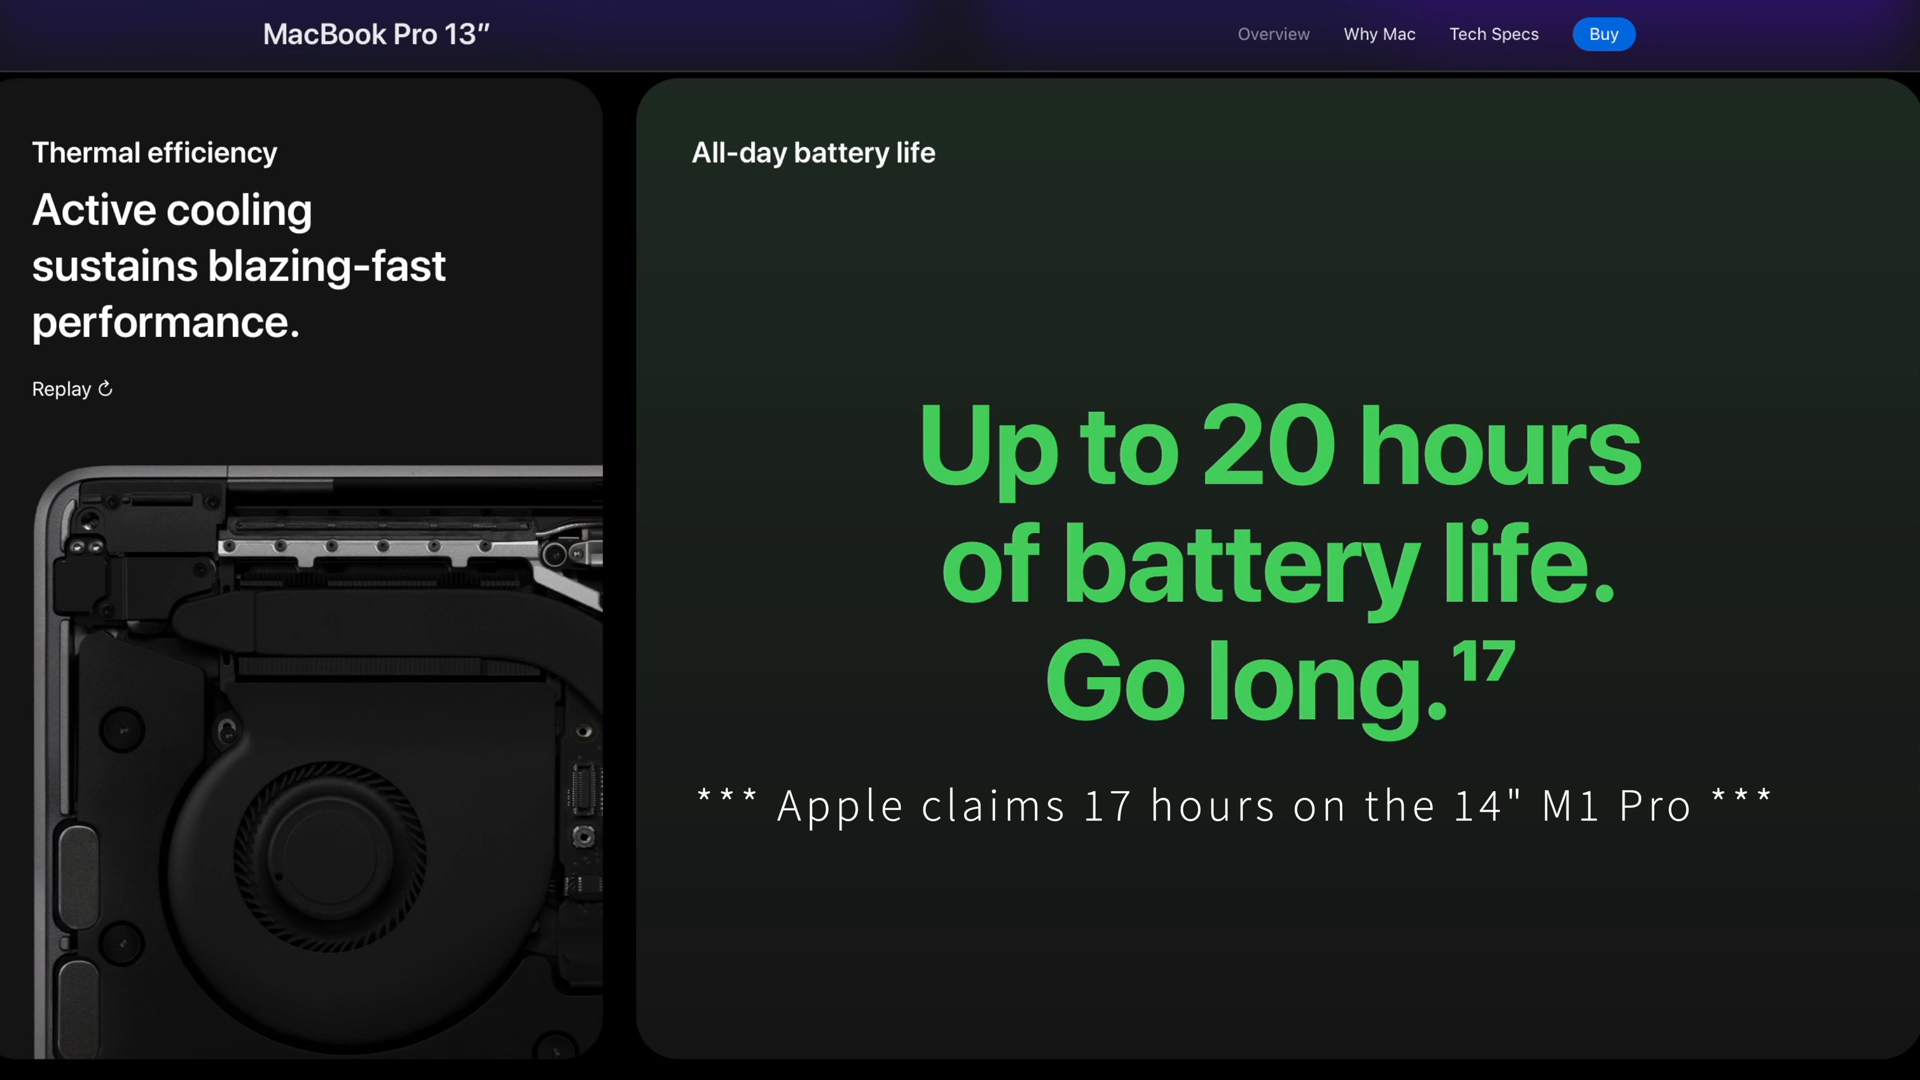 MacBook Pro 13″
Overview Why Mac Tech Specs Buy
Thermal efficiency
Active cooling
sustains blazing-fast
performance.
Replay
All-day battery life
Up to 20 hours
of battery life.
Go long.¹⁷
*** Apple claims 17 hours on the 14" M1 Pro ***